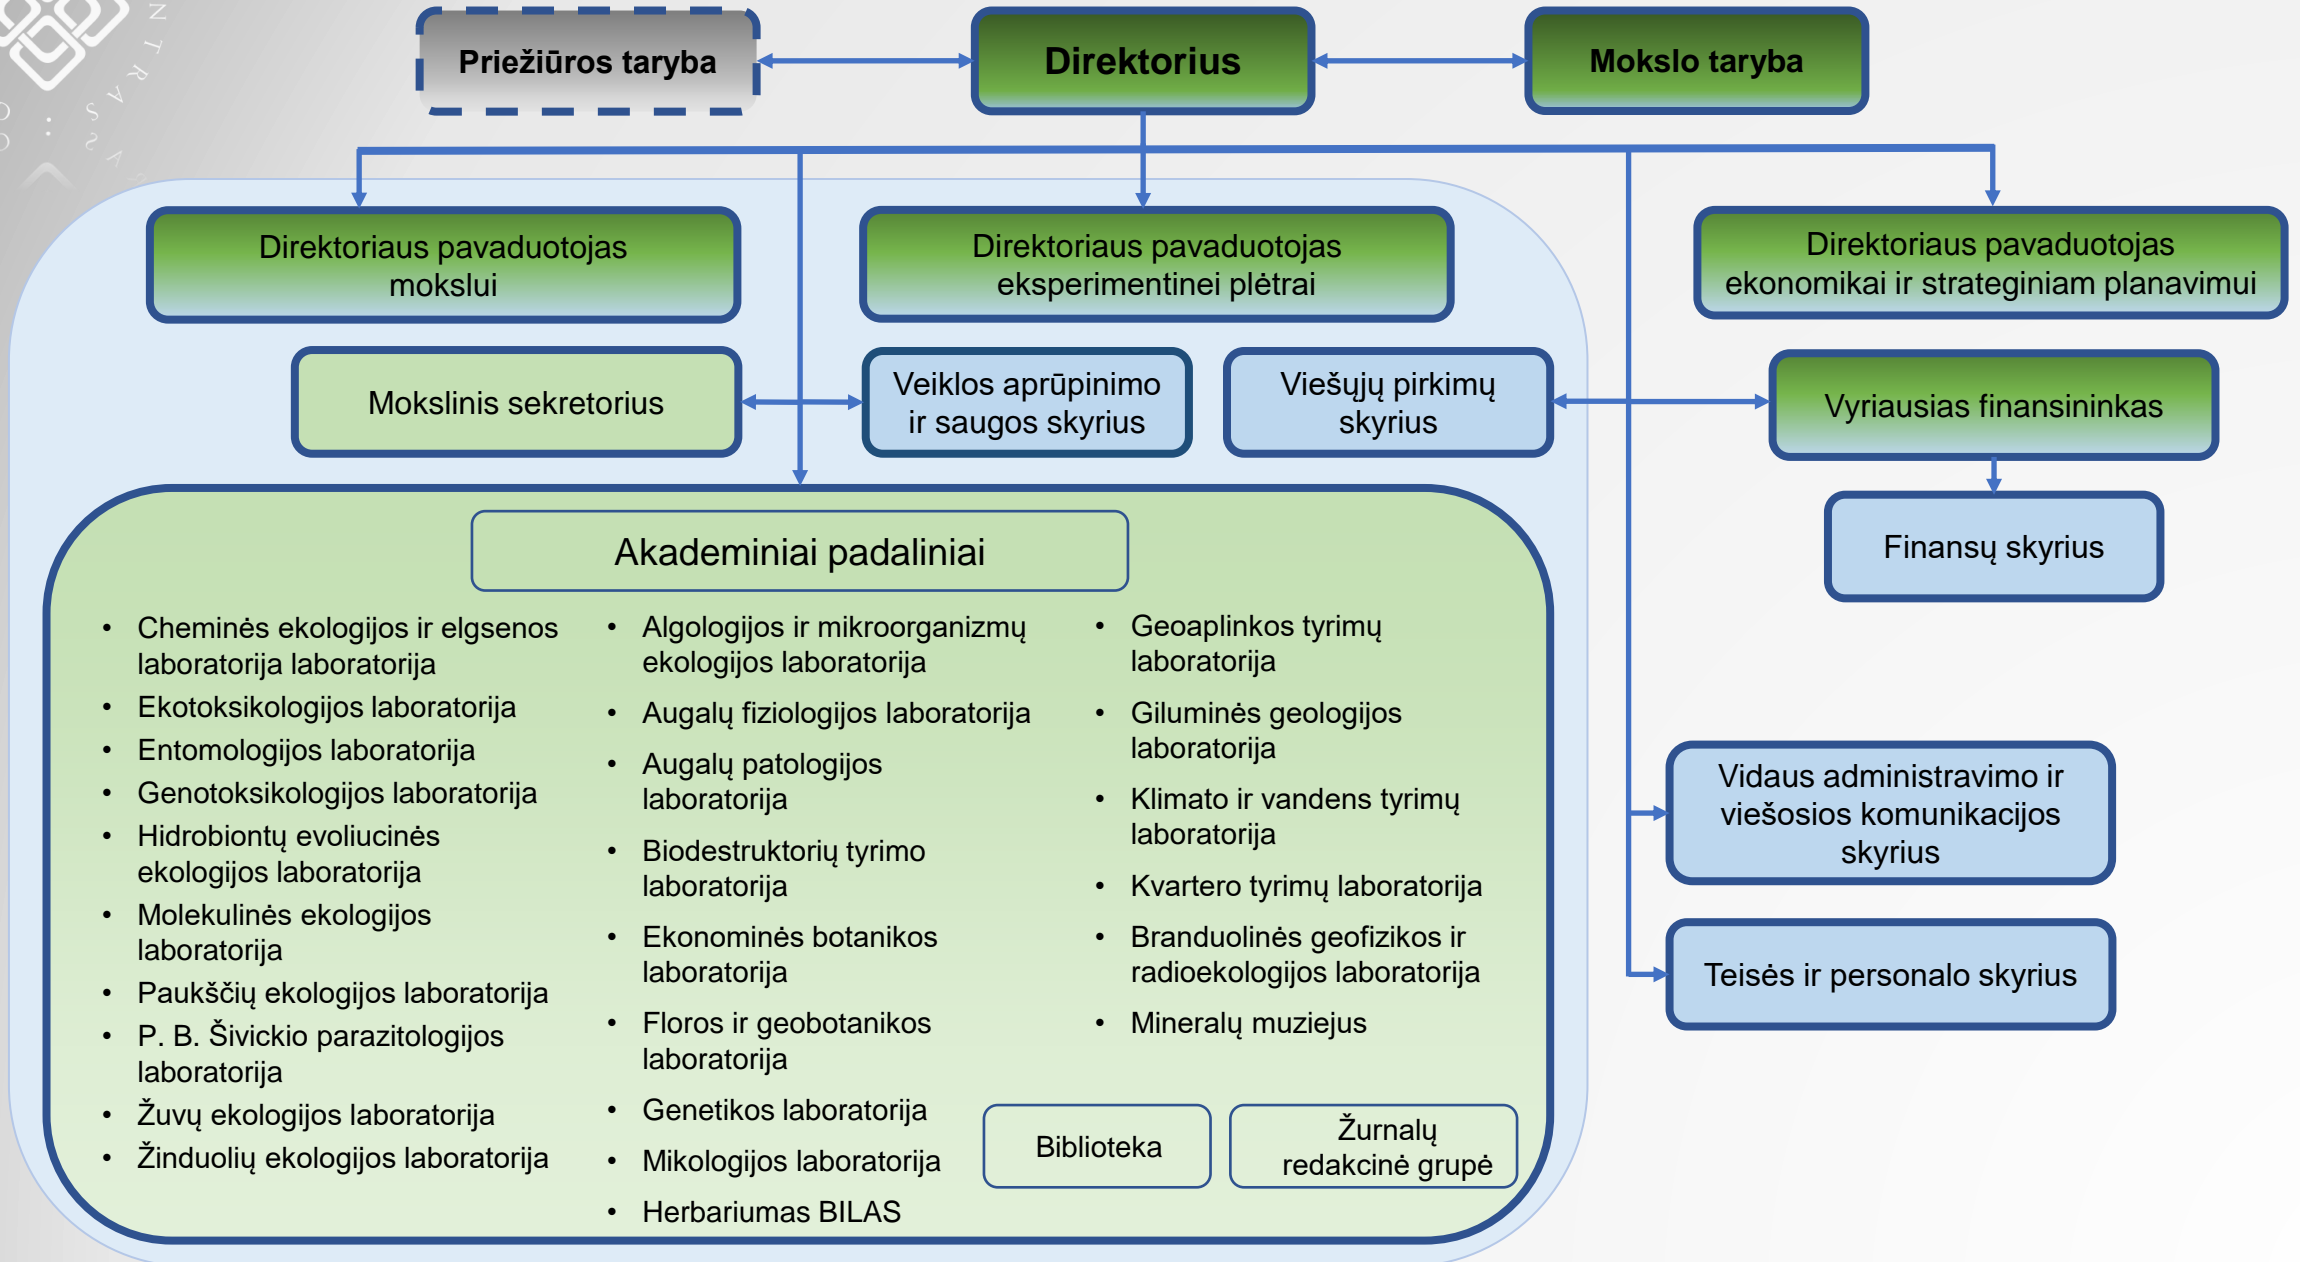 Priežiūros taryba
Direktorius
Mokslo taryba
Direktoriaus pavaduotojas
mokslui
Direktoriaus pavaduotojas
eksperimentinei plėtrai
Direktoriaus pavaduotojas
ekonomikai ir strateginiam planavimui
Mokslinis sekretorius
Veiklos aprūpinimo
ir saugos skyrius
Viešųjų pirkimų
skyrius
Vyriausias finansininkas
Finansų skyrius
Akademiniai padaliniai
• Cheminės ekologijos ir elgsenos
laboratorija laboratorija
• Ekotoksikologijos laboratorija
• Entomologijos laboratorija
• Genotoksikologijos laboratorija
• Hidrobiontų evoliucinės
ekologijos laboratorija
• Molekulinės ekologijos
laboratorija
• Paukščių ekologijos laboratorija
• P. B. Šivickio parazitologijos
laboratorija
• Žuvų ekologijos laboratorija
• Žinduolių ekologijos laboratorija
• Algologijos ir mikroorganizmų
ekologijos laboratorija
• Augalų fiziologijos laboratorija
• Augalų patologijos
laboratorija
• Biodestruktorių tyrimo
laboratorija
• Ekonominės botanikos
laboratorija
• Floros ir geobotanikos
laboratorija
• Genetikos laboratorija
• Mikologijos laboratorija
• Herbariumas BILAS
• Geoaplinkos tyrimų
laboratorija
• Giluminės geologijos
laboratorija
• Klimato ir vandens tyrimų
laboratorija
• Kvartero tyrimų laboratorija
• Branduolinės geofizikos ir
radioekologijos laboratorija
• Mineralų muziejus
Biblioteka
Žurnalų
redakcinė grupė
Vidaus administravimo ir
viešosios komunikacijos
skyrius
Teisės ir personalo skyrius